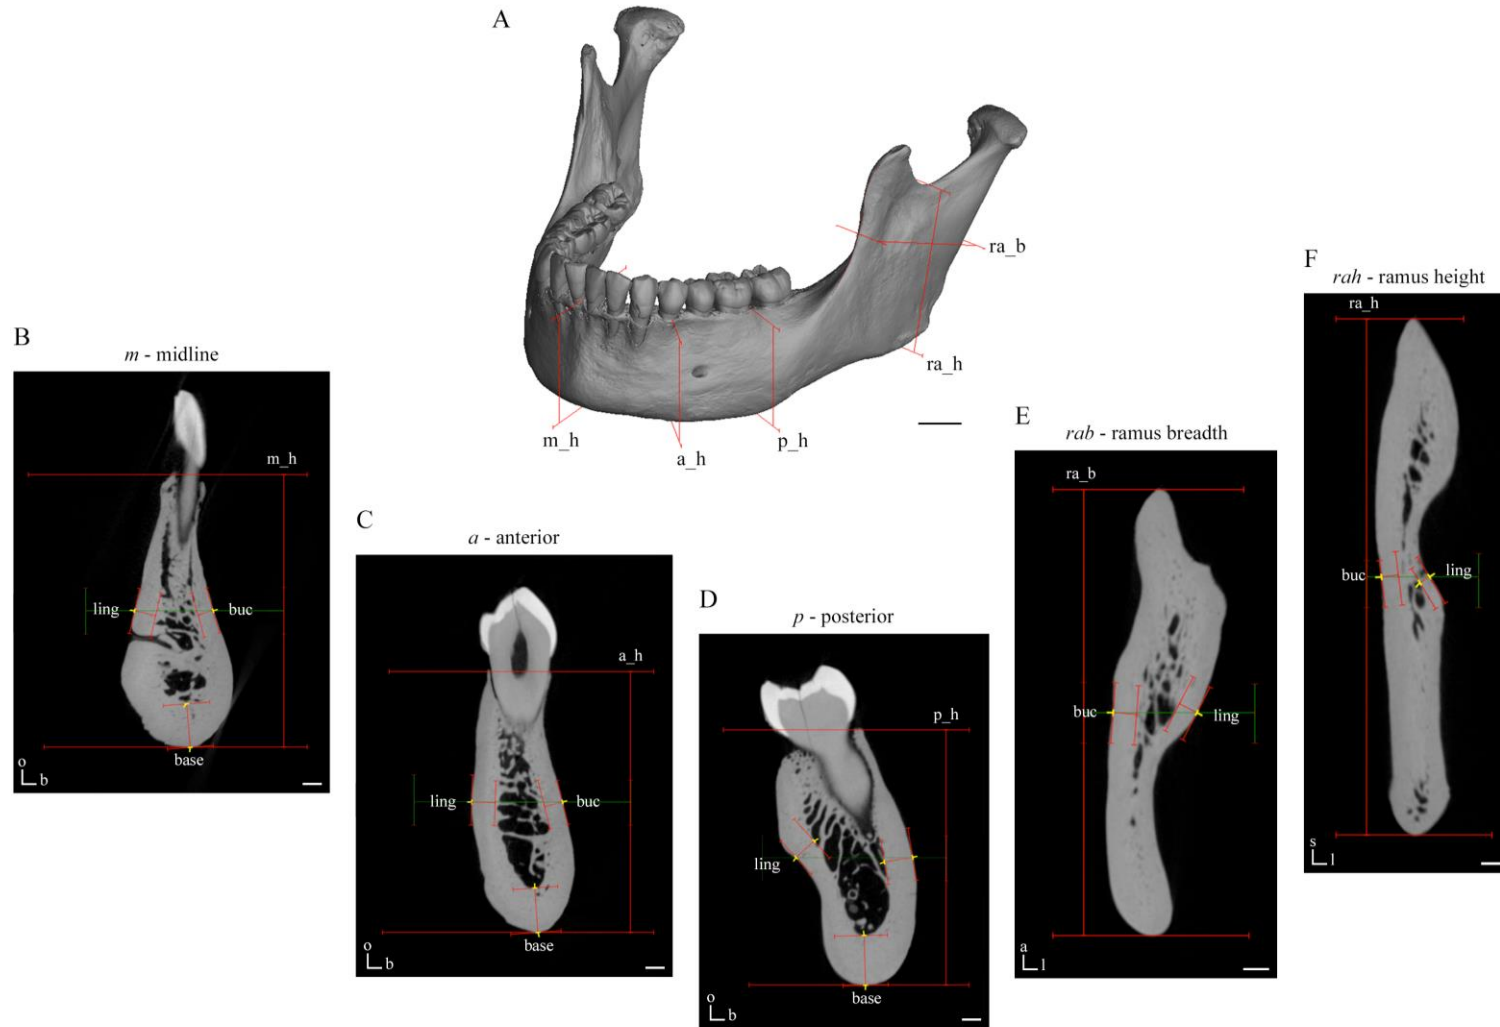 A
ra_b
ra_h
m_h
a_h
p_h
B
m - midline
m_h
ling
buc
base
o
b
C
a - anterior
a_h
ling
buc
base
o
b
D
p - posterior
p_h
ling
base
o
b
E
rab - ramus breadth
ra_b
buc
ling
a
l
F
rah - ramus height
ra_h
buc
ling
s
l